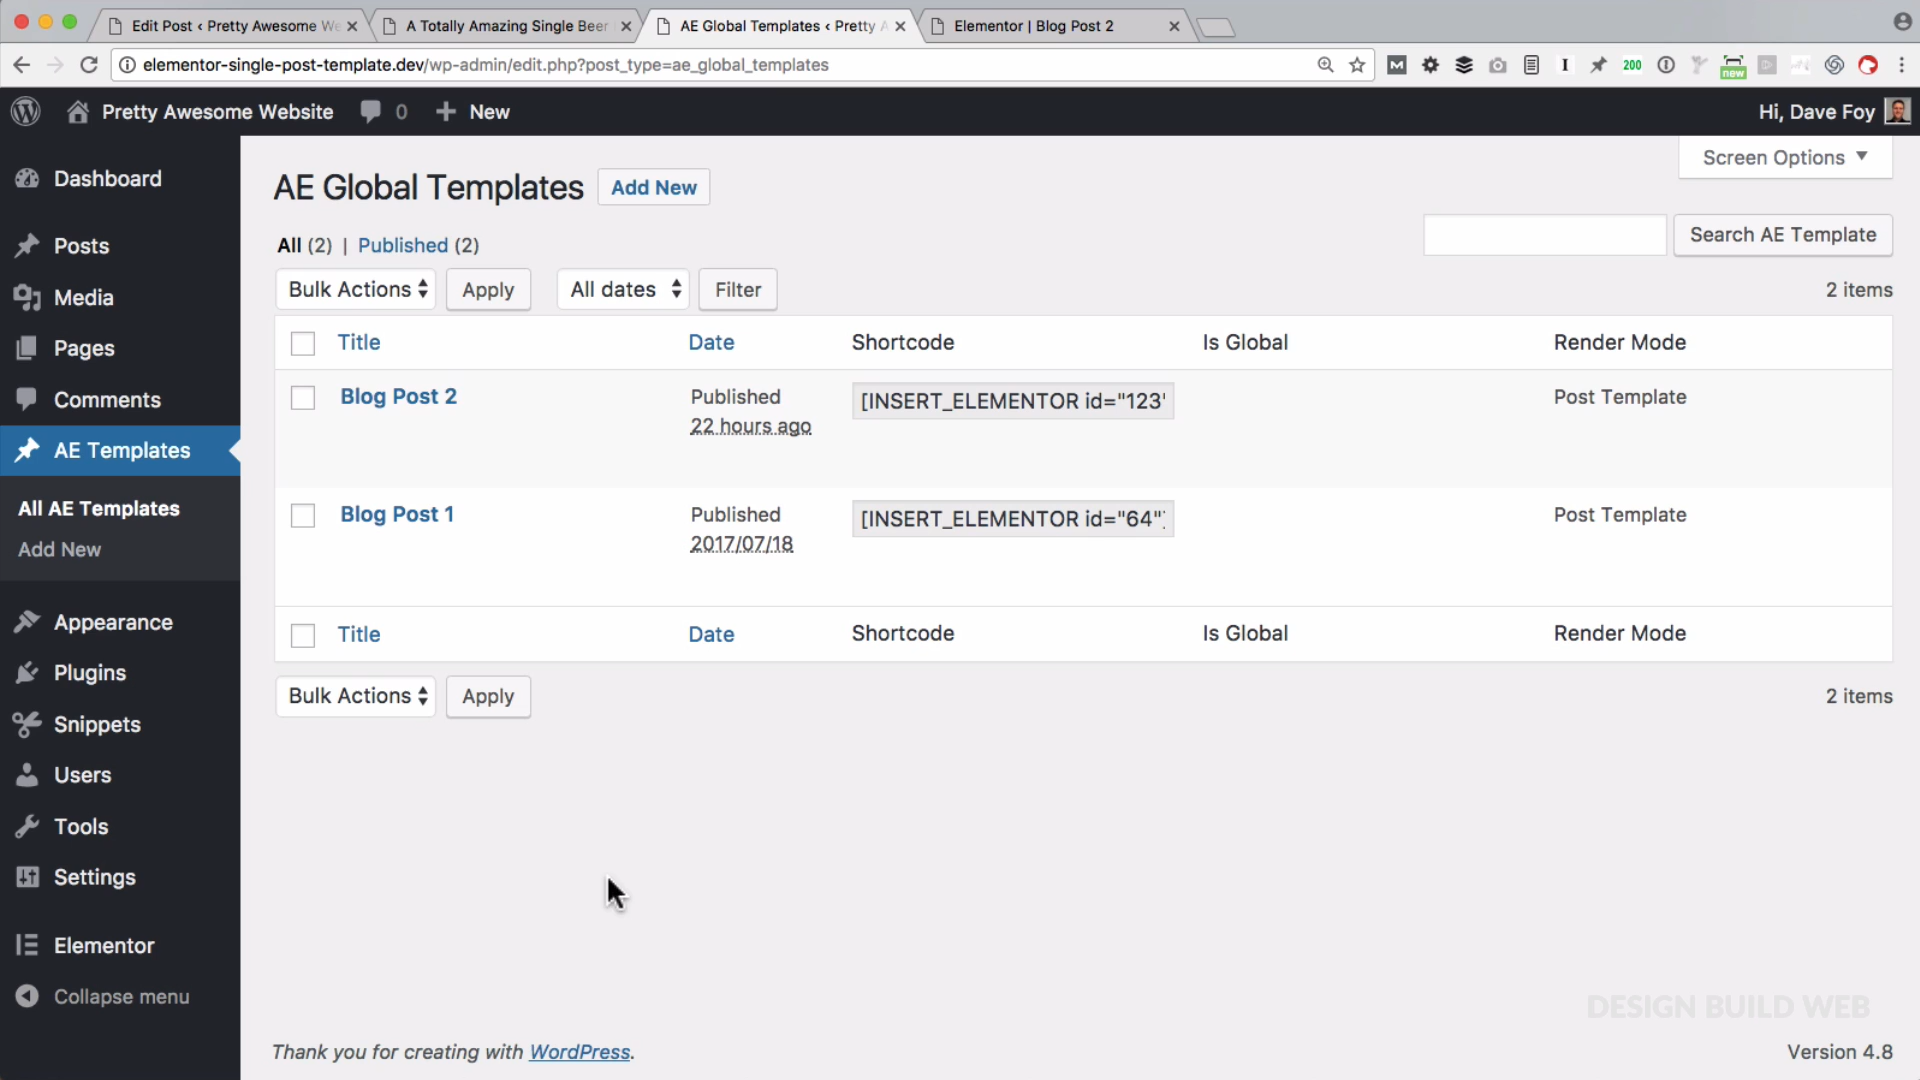 Edit Post ‹ Pretty Awesome We
A Totally Amazing Single Beer
AE Global Templates ‹ Pretty A
Elementor | Blog Post 2
elementor-single-post-template.dev/wp-admin/edit.php?post_type=ae_global_templates
M
I
200
new
Pretty Awesome Website
0
New
Hi, Dave Foy
Screen Options
Dashboard
Posts
Media
Pages
Comments
AE Templates
All AE Templates
Add New
Appearance
Plugins
Snippets
Users
Tools
Settings
Elementor
Collapse menu
AE Global Templates
Add New
All (2) | Published (2)
Search AE Template
Bulk Actions
Apply
All dates
Filter
2 items
Title Date Shortcode Is Global Render Mode
Blog Post 2 Published [INSERT_ELEMENTOR id="123" Post Template
22 hours ago
Blog Post 1 Published [INSERT_ELEMENTOR id="64"] Post Template
2017/07/18
Title Date Shortcode Is Global Render Mode
Bulk Actions
Apply
2 items
DESIGN BUILD WEB
Thank you for creating with WordPress.
Version 4.8